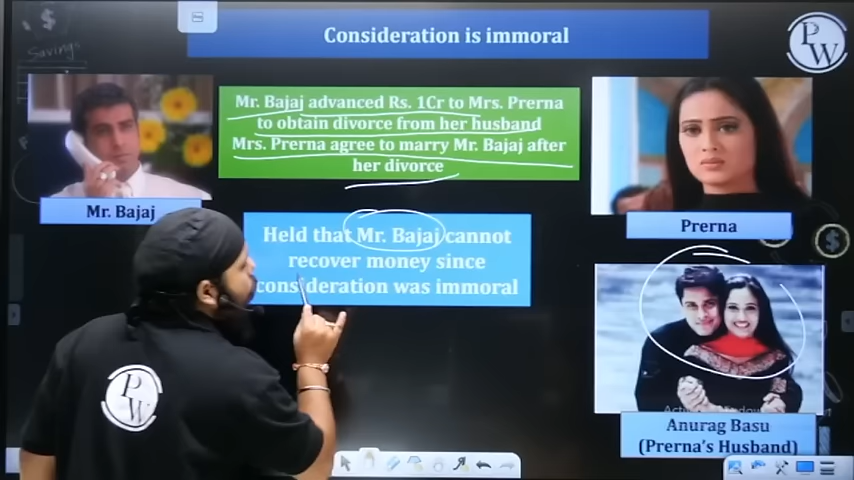 Savings
Consideration is immoral
P
W
Mr. Bajaj advanced Rs. 1Cr to Mrs. Prerna
to obtain divorce from her husband
Mrs. Prerna agree to marry Mr. Bajaj after
her divorce
Mr. Bajaj
Prerna
Held that Mr. Bajaj cannot
recover money since
consideration was immoral
P
W
Anurag Basu
(Prerna's Husband)